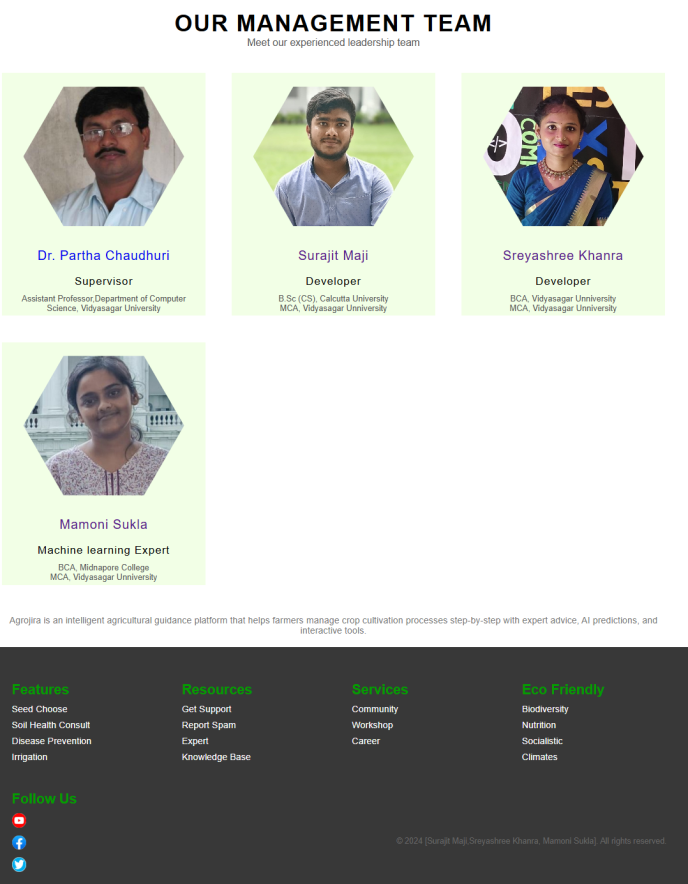 OUR MANAGEMENT TEAM
Meet our experienced leadership team
Dr. Partha Chaudhuri
Supervisor
Assistant Professor,Department of Computer
Science, Vidyasagar University
Surajit Maji
Developer
B.Sc (CS), Calcutta University
MCA, Vidyasagar Unniversity
Sreyashree Khanra
Developer
BCA, Vidyasagar Unniversity
MCA, Vidyasagar Unniversity
Mamoni Sukla
Machine learning Expert
BCA, Midnapore College
MCA, Vidyasagar Unniversity
Agrojira is an intelligent agricultural guidance platform that helps farmers manage crop cultivation processes step-by-step with expert advice, AI predictions, and
interactive tools.
Features
Seed Choose
Soil Health Consult
Disease Prevention
Irrigation
Resources
Get Support
Report Spam
Expert
Knowledge Base
Services
Community
Workshop
Career
Eco Friendly
Biodiversity
Nutrition
Socialistic
Climates
Follow Us
© 2024 [Surajit Maji,Sreyashree Khanra, Mamoni Sukla]. All rights reserved.